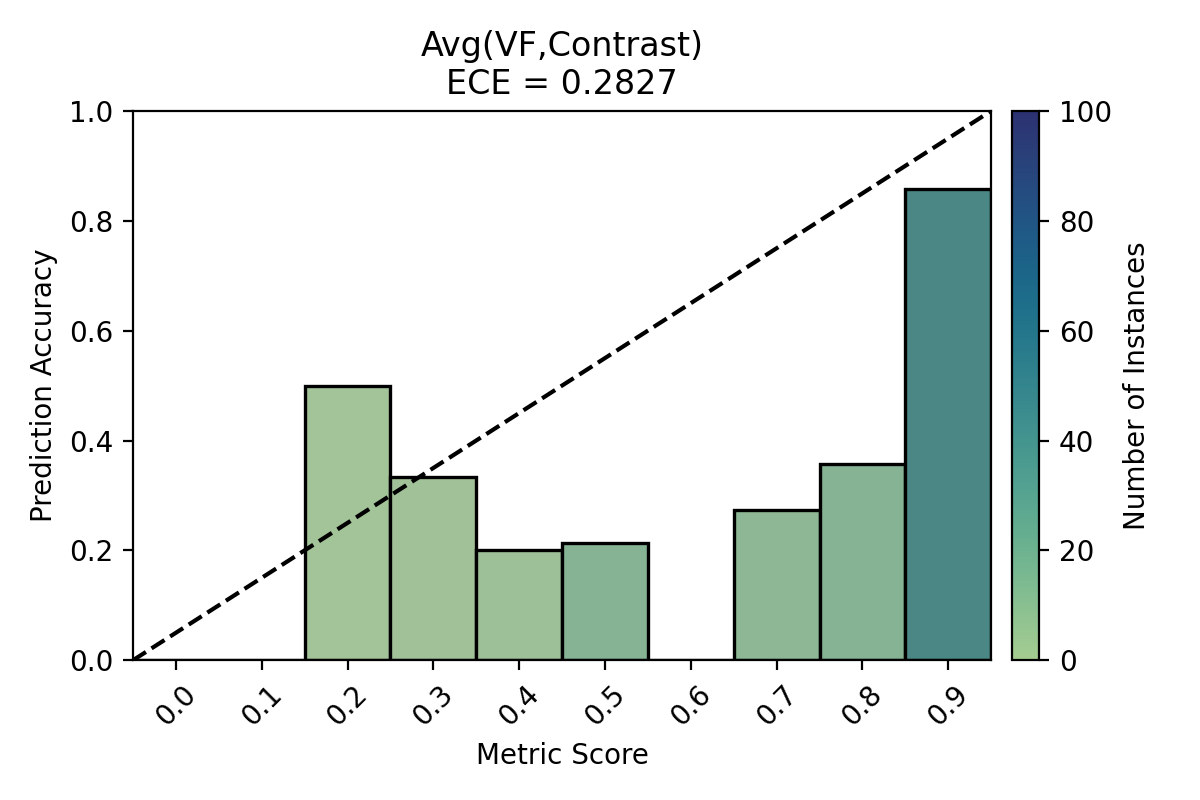 Avg(VF,Contrast)
ECE = 0.2827
1.0
0.8
0.6
0.4
0.2
0.0
Prediction Accuracy
0.0 0.1 0.2 0.3 0.4 0.5 0.6 0.7 0.8 0.9
Metric Score
100
80
60
40
20
0
Number of Instances